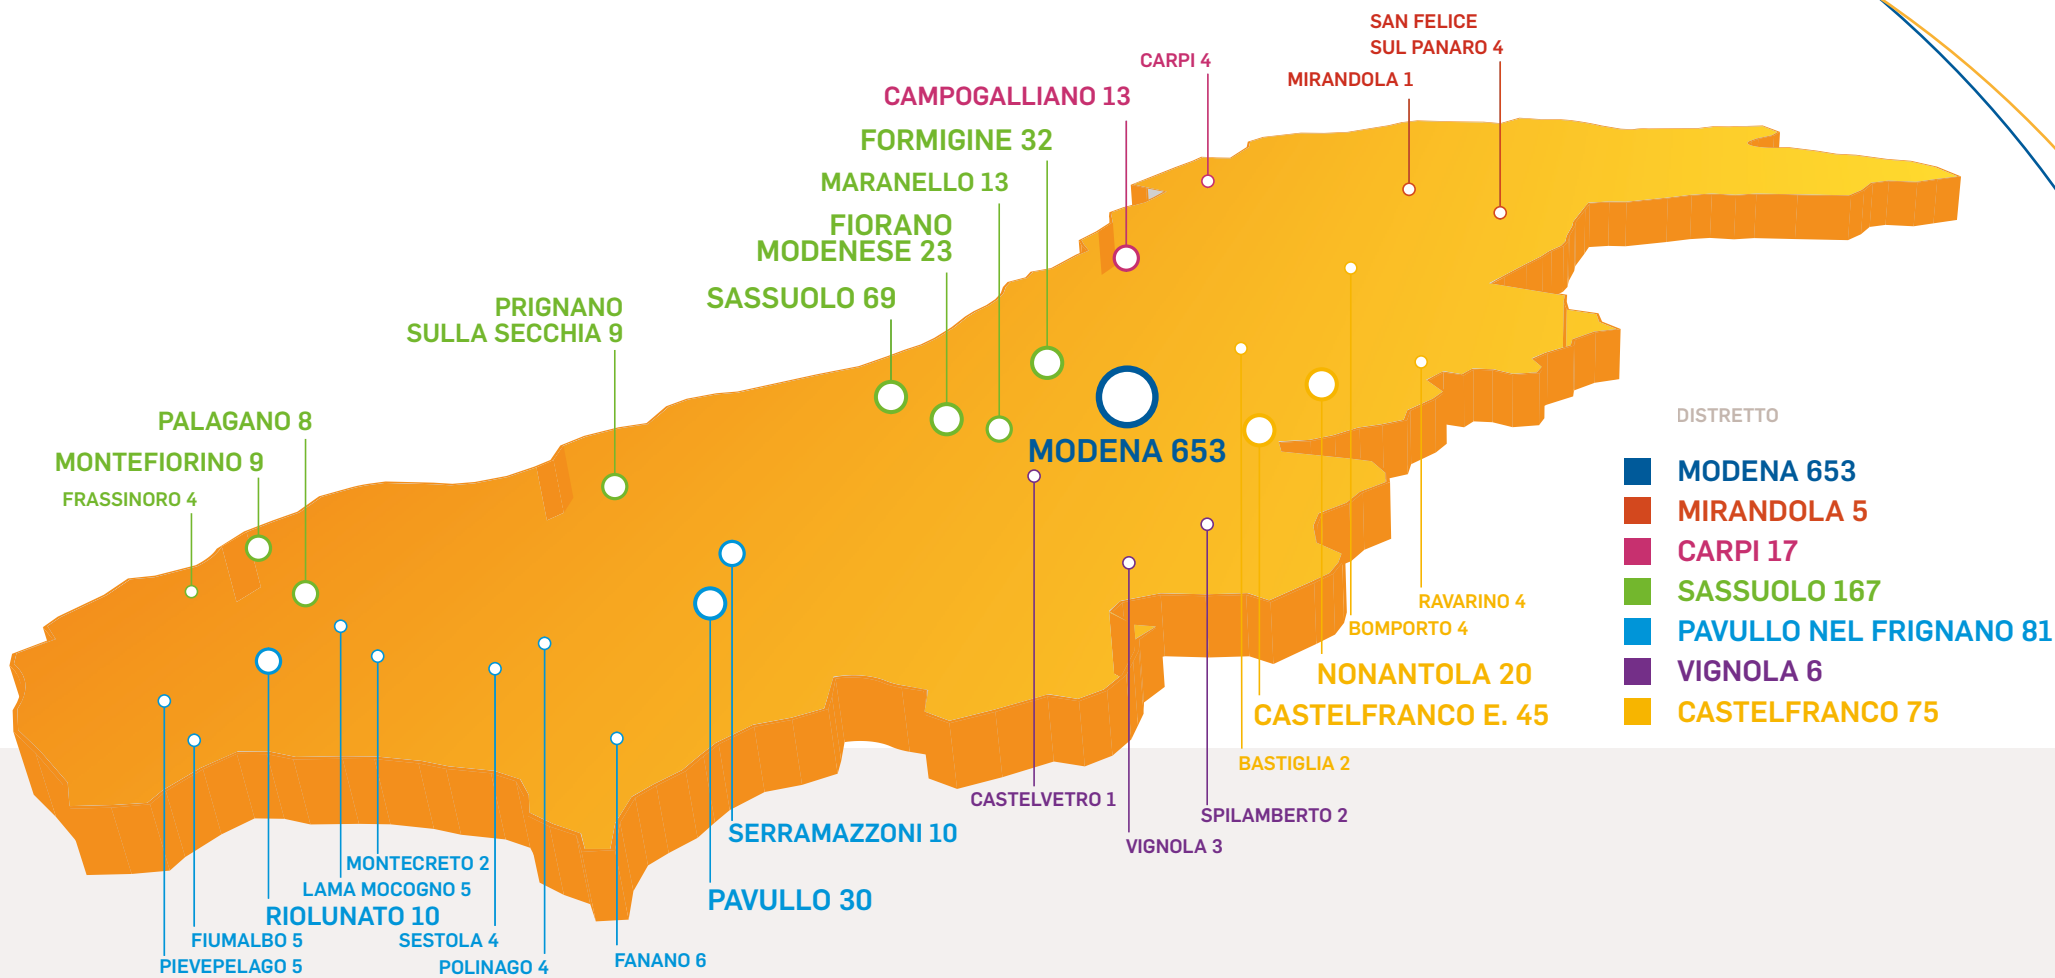 SAN FELICE
SUL PANARO 4
CARPI 4
MIRANDOLA 1
CAMPOGALLIANO 13
FORMIGINE 32
MARANELLO 13
FIORANO
MODENESE 23
SASSUOLO 69
PRIGNANO
SULLA SECCHIA 9
PALAGANO 8
MONTEFIORINO 9
FRASSINORO 4
MODENA 653
DISTRETTO
MODENA 653
MIRANDOLA 5
CARPI 17
SASSUOLO 167
PAVULLO NEL FRIGNANO 81
VIGNOLA 6
CASTELFRANCO 75
RAVARINO 4
BOMPORTO 4
NONANTOLA 20
CASTELFRANCO E. 45
BASTIGLIA 2
CASTELVETRO 1
SPILAMBERTO 2
VIGNOLA 3
SERRAMAZZONI 10
PAVULLO 30
MONTECRETO 2
LAMA MOCOGNO 5
RIOLUNATO 10
FIUMALBO 5
SESTOLA 4
PIEVEPELAGO 5
POLINAGO 4
FANANO 6